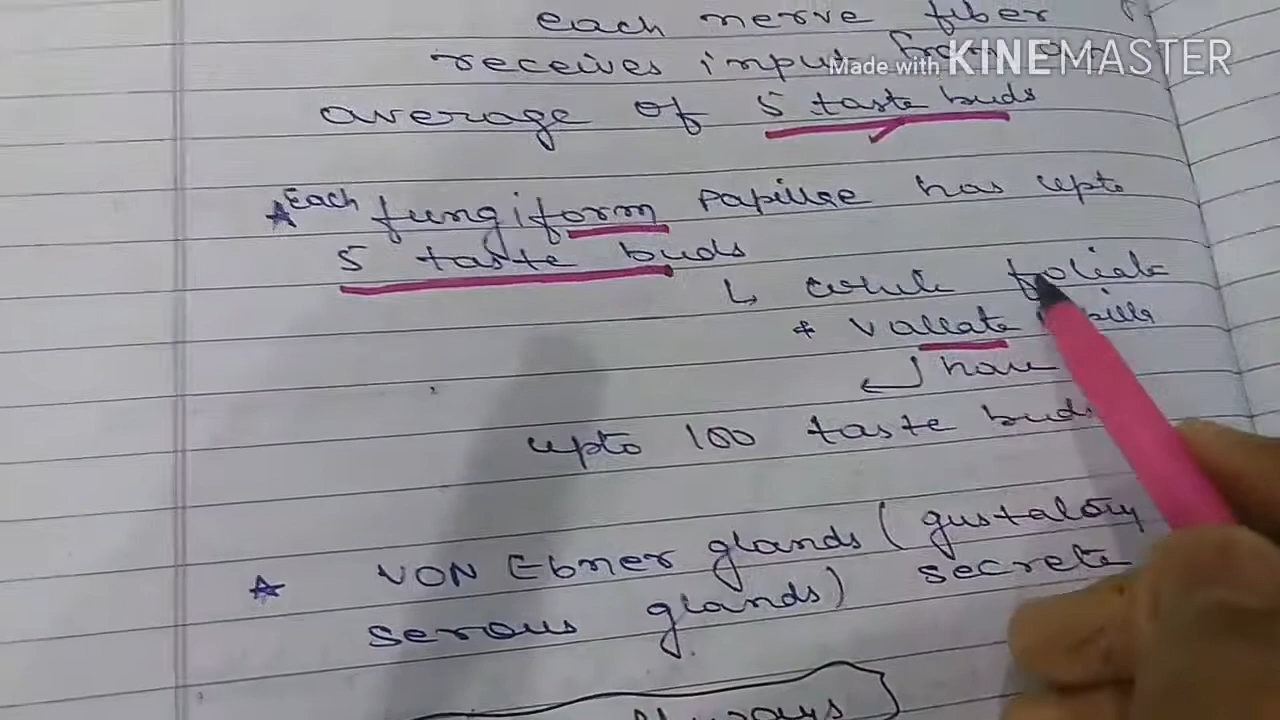 each nerve fiber
receives input from an
Made with KINEMASTER
average of 5 taste buds
* Each fungiform papillae has upto
5 taste buds
↳ while foliate
+ vallate
have
upto 100 taste buds
* VON Ebner glands (gustatory
serous glands) secrete